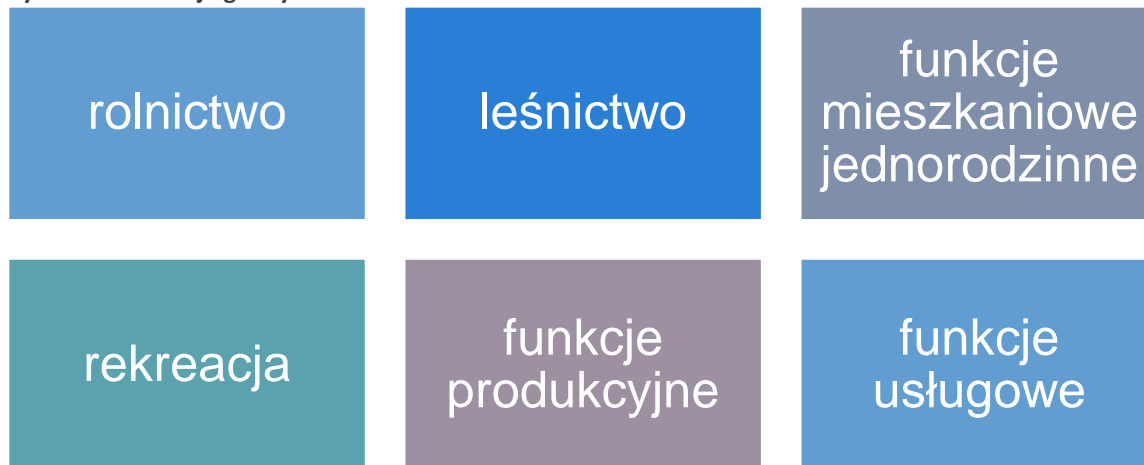 rolnictwo
leśnictwo
funkcje
mieszkaniowe
jednorodzinne
rekreacja
funkcje
produkcyjne
funkcje
usługowe